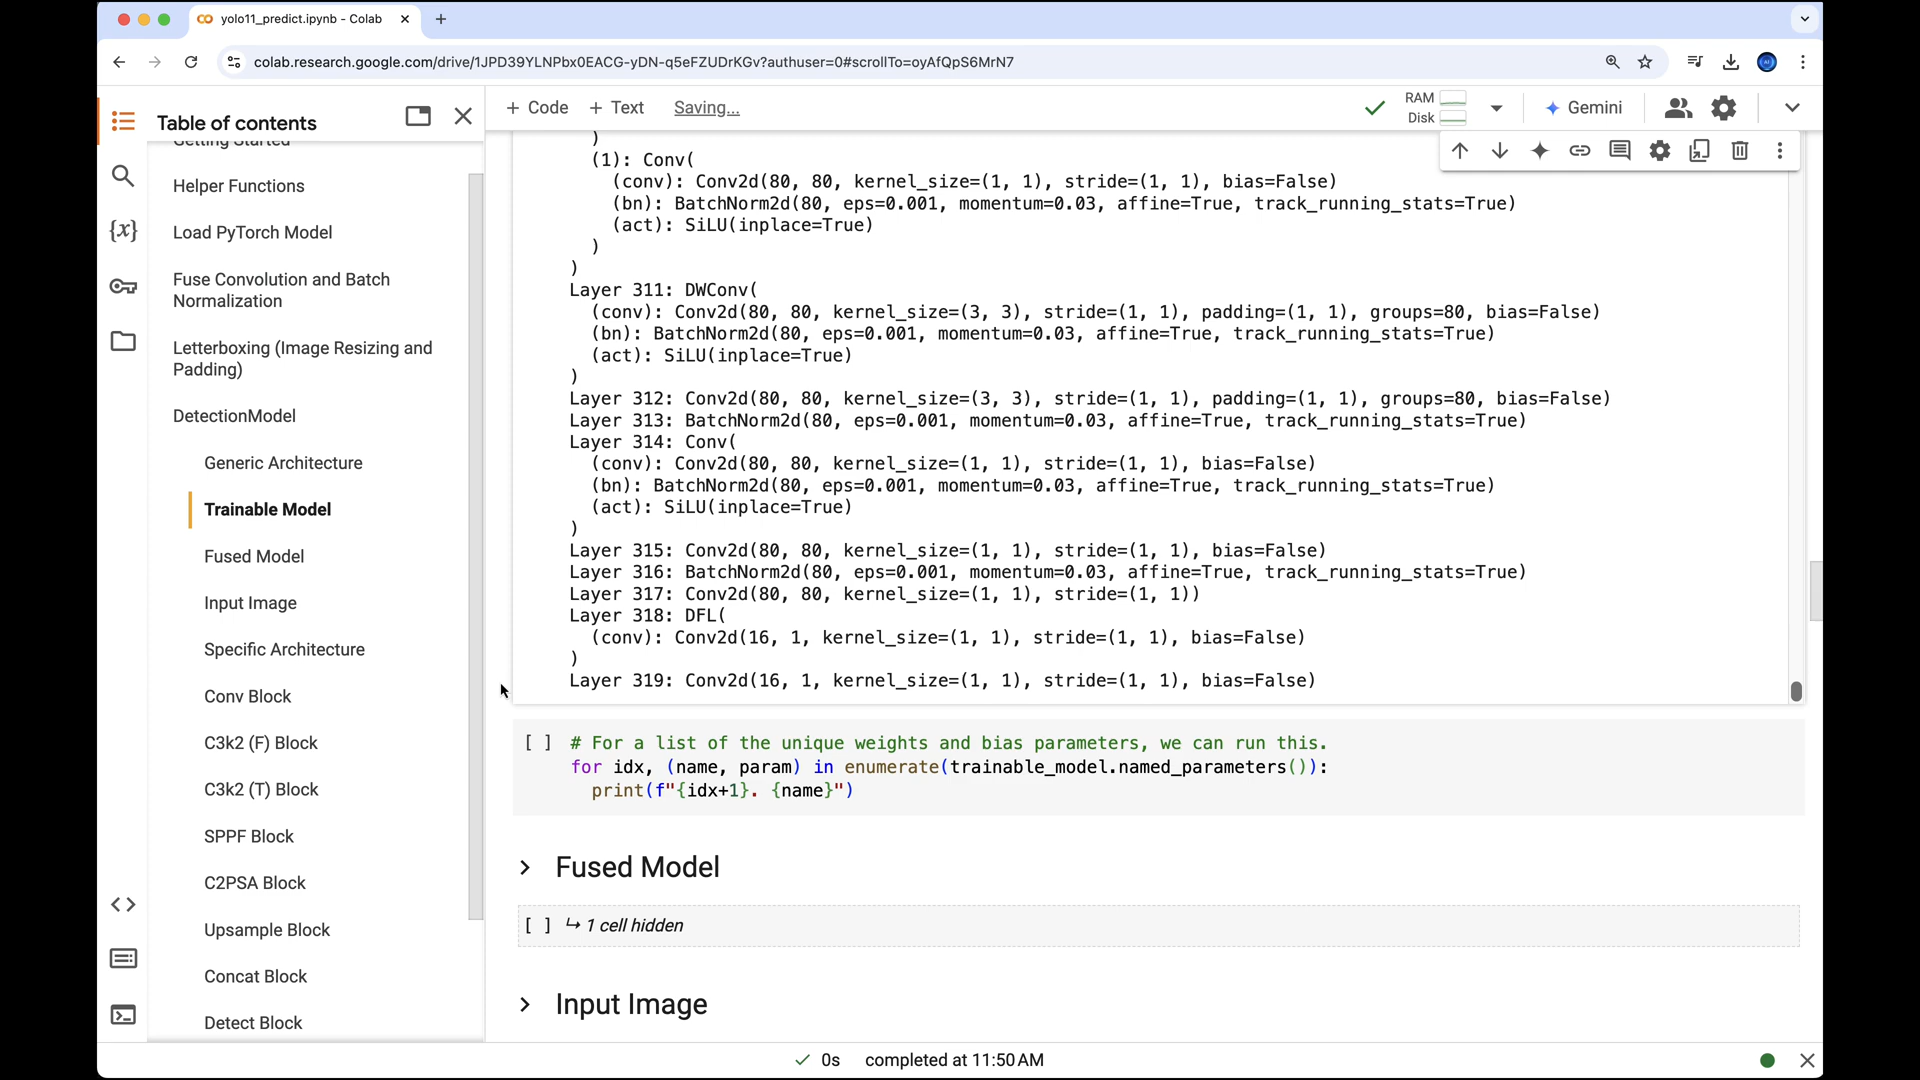 yolo11_predict.ipynb - Colab
colab.research.google.com/drive/1JPD39YLNPbx0EACG-yDN-q5eFZUDrKGv?authuser=0#scrollTo=oyAfQpS6MrN7
Table of contents
Getting Started
Helper Functions
Load PyTorch Model
Fuse Convolution and Batch
Normalization
Letterboxing (Image Resizing and
Padding)
DetectionModel
Generic Architecture
Trainable Model
Fused Model
Input Image
Specific Architecture
Conv Block
C3k2 (F) Block
C3k2 (T) Block
SPPF Block
C2PSA Block
Upsample Block
Concat Block
Detect Block
+ Code + Text Saving...
RAM
Disk
Gemini
)
(1): Conv(
(conv): Conv2d(80, 80, kernel_size=(1, 1), stride=(1, 1), bias=False)
(bn): BatchNorm2d(80, eps=0.001, momentum=0.03, affine=True, track_running_stats=True)
(act): SiLU(inplace=True)
)
)
Layer 311: DWConv(
(conv): Conv2d(80, 80, kernel_size=(3, 3), stride=(1, 1), padding=(1, 1), groups=80, bias=False)
(bn): BatchNorm2d(80, eps=0.001, momentum=0.03, affine=True, track_running_stats=True)
(act): SiLU(inplace=True)
)
Layer 312: Conv2d(80, 80, kernel_size=(3, 3), stride=(1, 1), padding=(1, 1), groups=80, bias=False)
Layer 313: BatchNorm2d(80, eps=0.001, momentum=0.03, affine=True, track_running_stats=True)
Layer 314: Conv(
(conv): Conv2d(80, 80, kernel_size=(1, 1), stride=(1, 1), bias=False)
(bn): BatchNorm2d(80, eps=0.001, momentum=0.03, affine=True, track_running_stats=True)
(act): SiLU(inplace=True)
)
Layer 315: Conv2d(80, 80, kernel_size=(1, 1), stride=(1, 1), bias=False)
Layer 316: BatchNorm2d(80, eps=0.001, momentum=0.03, affine=True, track_running_stats=True)
Layer 317: Conv2d(80, 80, kernel_size=(1, 1), stride=(1, 1))
Layer 318: DFL(
(conv): Conv2d(16, 1, kernel_size=(1, 1), stride=(1, 1), bias=False)
)
Layer 319: Conv2d(16, 1, kernel_size=(1, 1), stride=(1, 1), bias=False)
[ ] # For a list of the unique weights and bias parameters, we can run this.
for idx, (name, param) in enumerate(trainable_model.named_parameters()):
print(f"{idx+1}. {name}")
Fused Model
[ ] ↳ 1 cell hidden
Input Image
✓ 0s completed at 11:50 AM